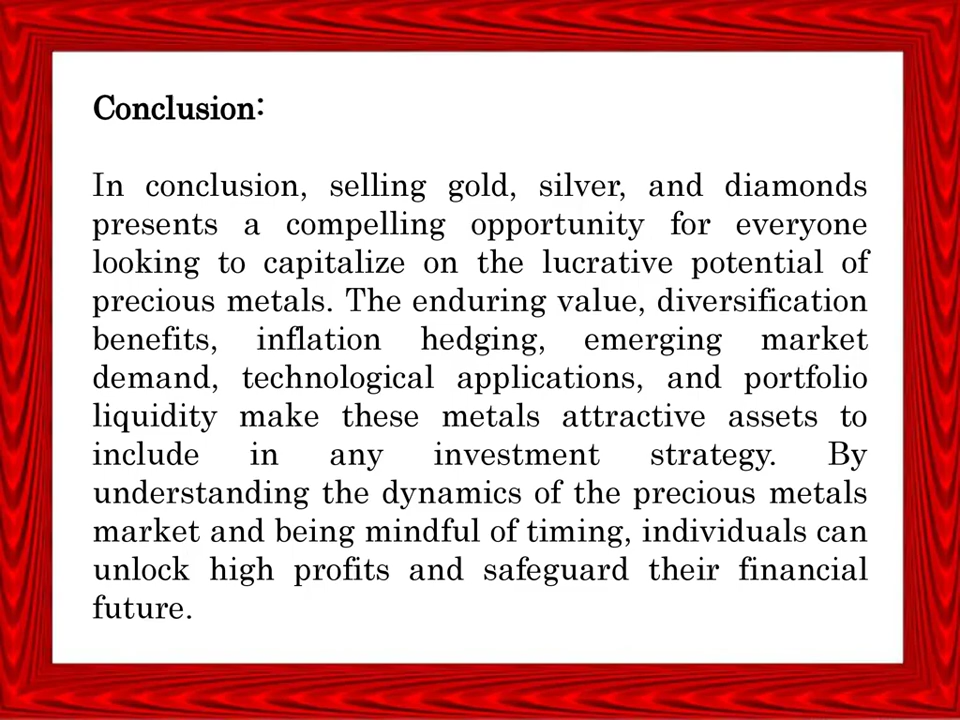 Conclusion:
In conclusion, selling gold, silver, and diamonds
presents a compelling opportunity for everyone
looking to capitalize on the lucrative potential of
precious metals. The enduring value, diversification
benefits, inflation hedging, emerging market
demand, technological applications, and portfolio
liquidity make these metals attractive assets to
include in any investment strategy. By
understanding the dynamics of the precious metals
market and being mindful of timing, individuals can
unlock high profits and safeguard their financial
future.